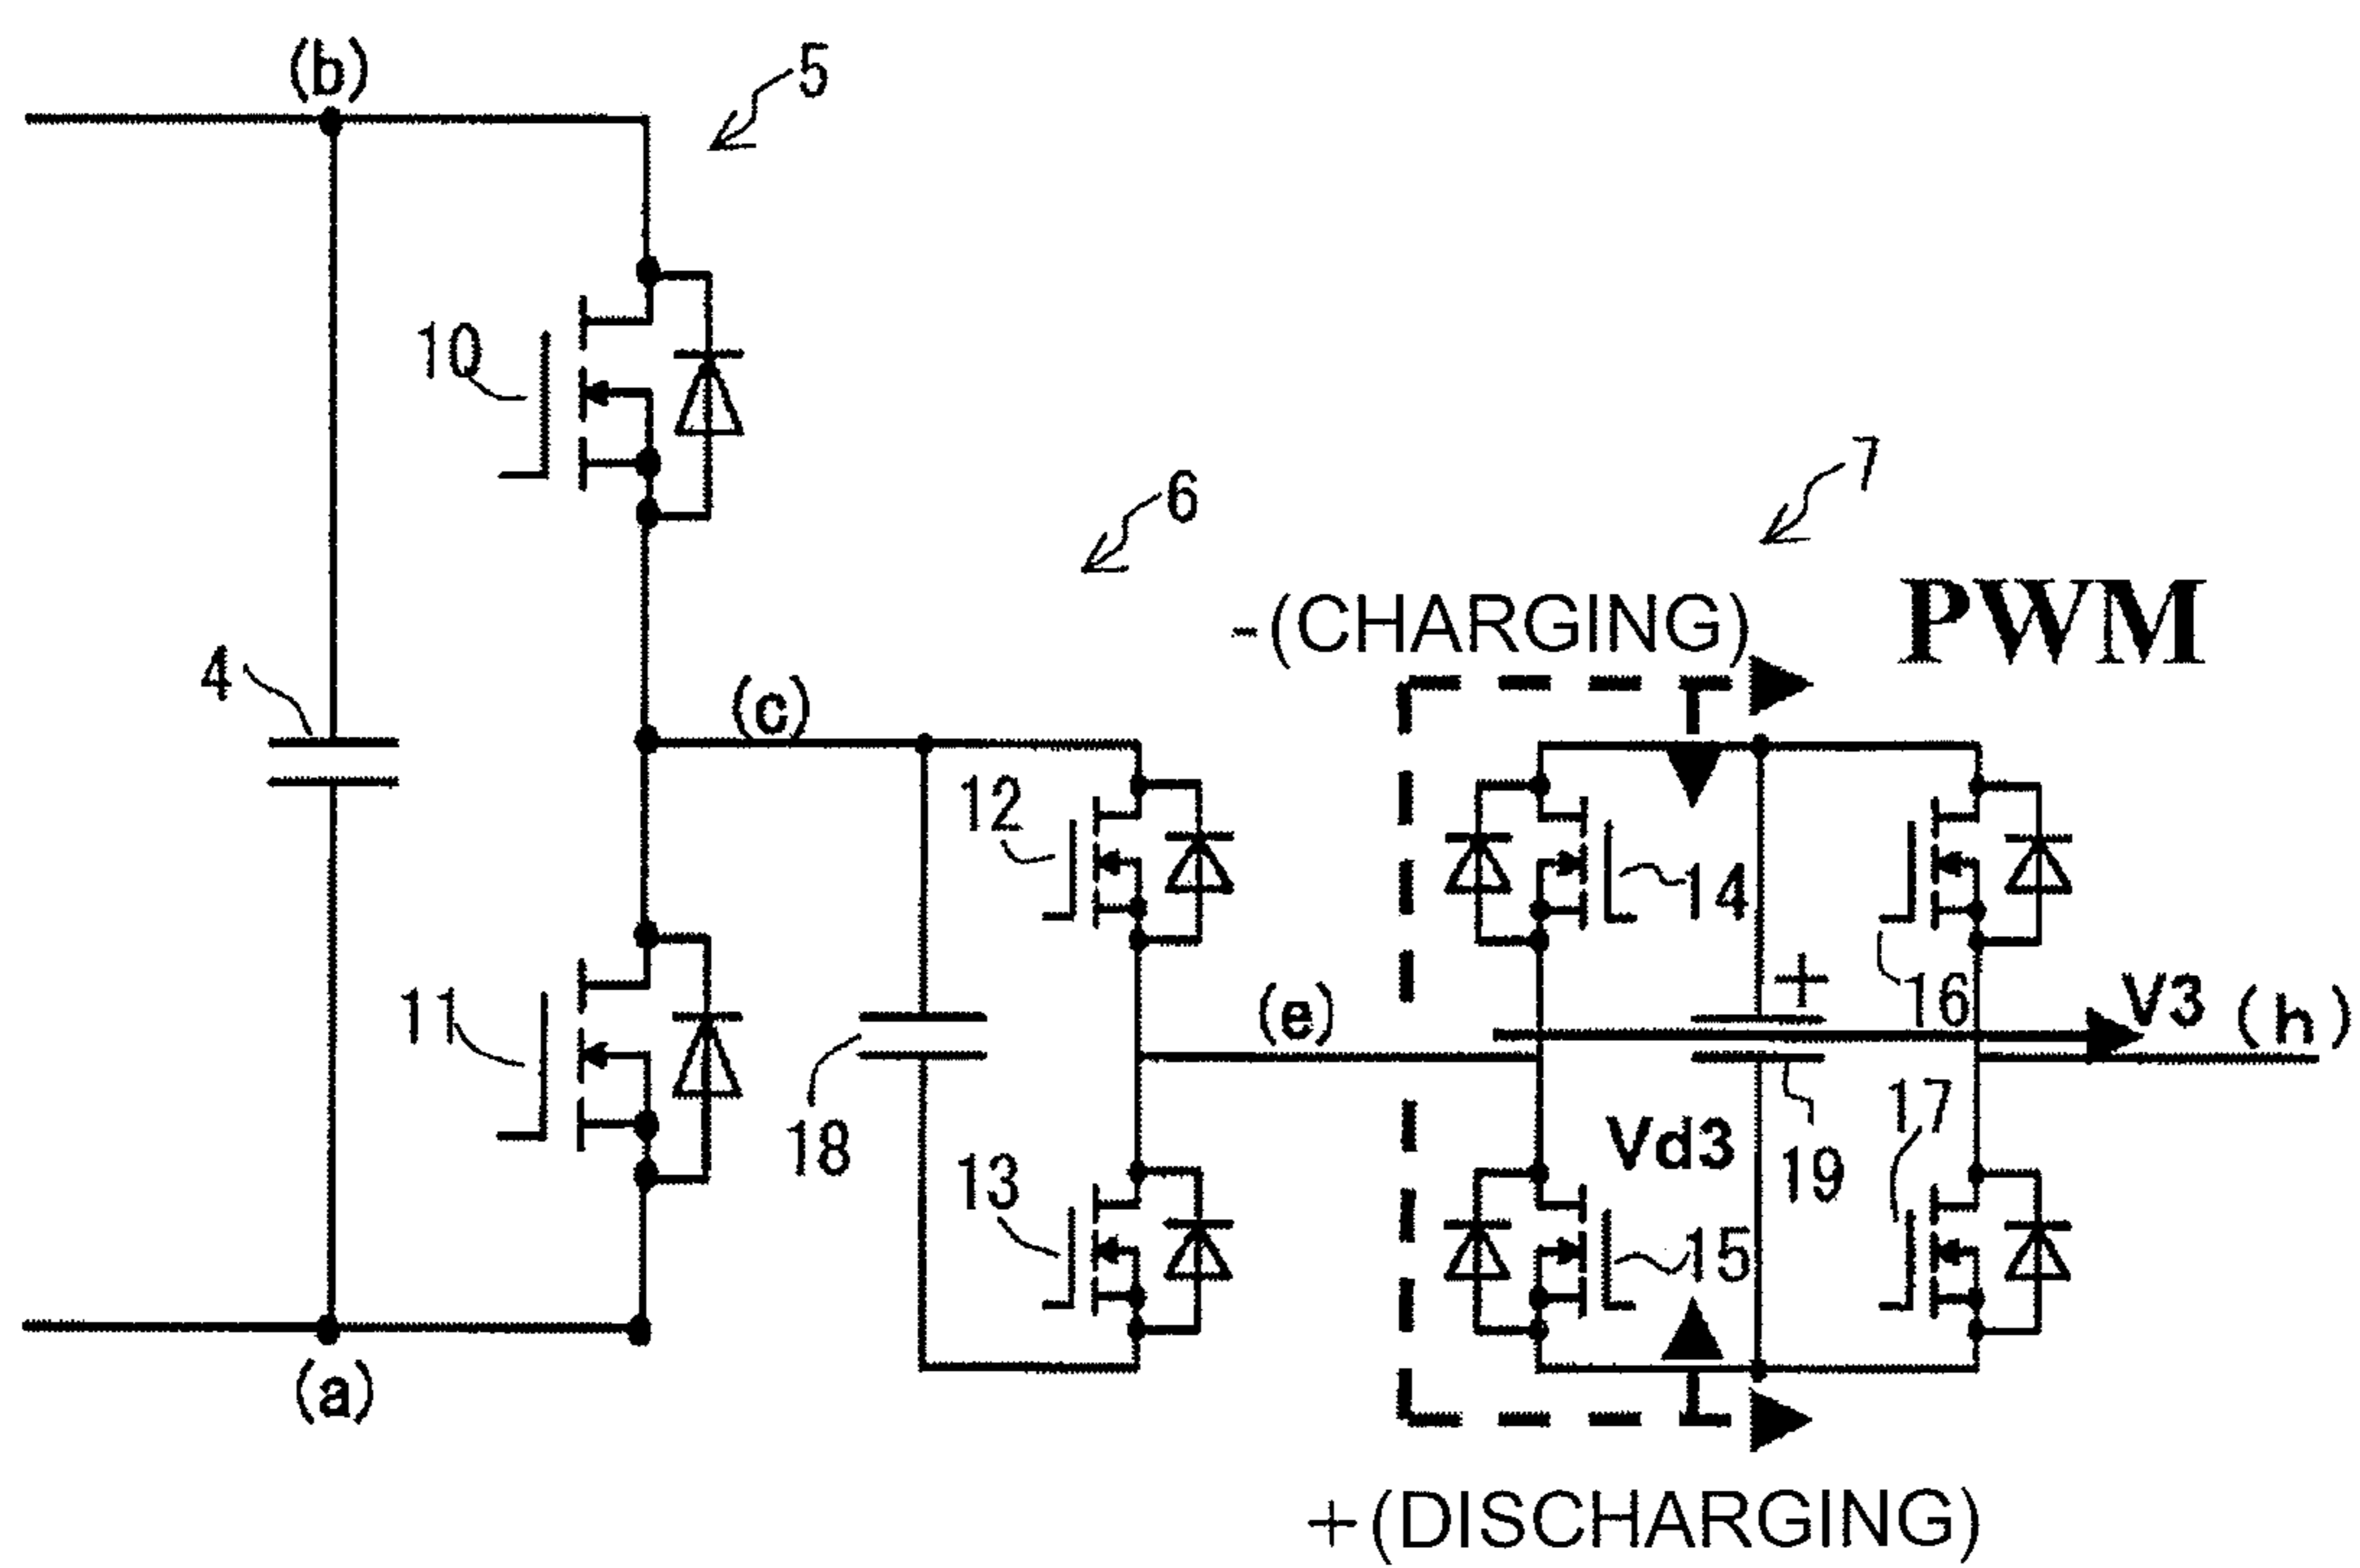 (b)
5
10
6
7
-(CHARGING)
PWM
4
(c)
12
14
16
+
V3
(h)
11
(e)
18
13
Vd3
19
17
15
(a)
+(DISCHARGING)